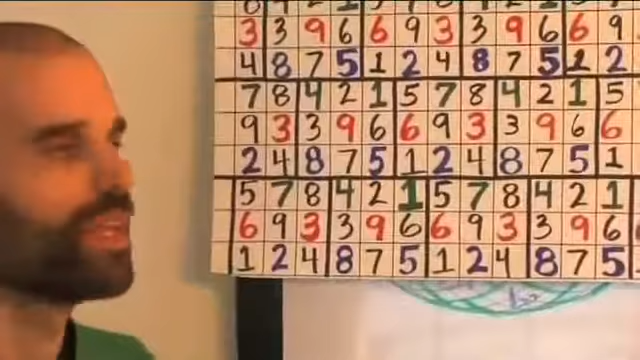 3 3 9 6 6 9 3 3 9 6 6 9
4 8 7 5 1 2 4 8 7 5 1 2
7 8 4 2 1 5 7 8 4 2 1 5
9 3 3 9 6 6 9 3 3 9 6 6
2 4 8 7 5 1 2 4 8 7 5 1
5 7 8 4 2 1 5 7 8 4 2 1
6 9 3 3 9 6 6 9 3 3 9 6
1 2 4 8 7 5 1 2 4 8 7 5